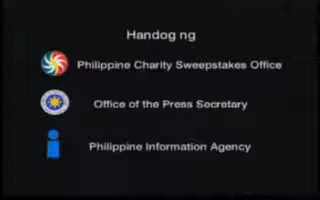 Handog ng
Philippine Charity Sweepstakes Office
Office of the Press Secretary
Philippine Information Agency